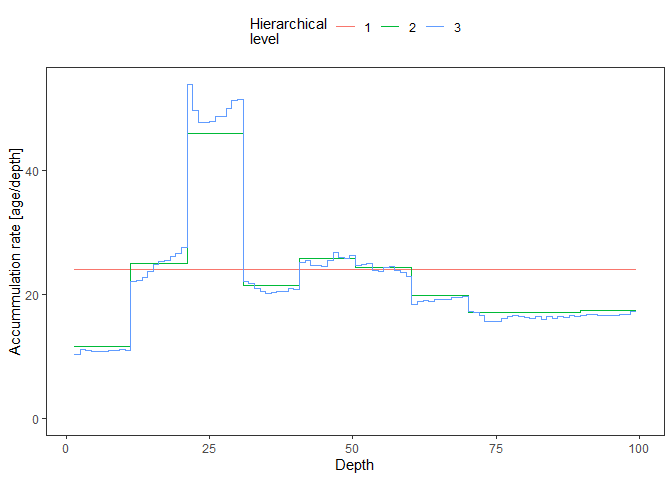 Hierarchical
level
1 2 3
Accummulation rate [age/depth]
40
20
0
0 25 50 75 100
Depth